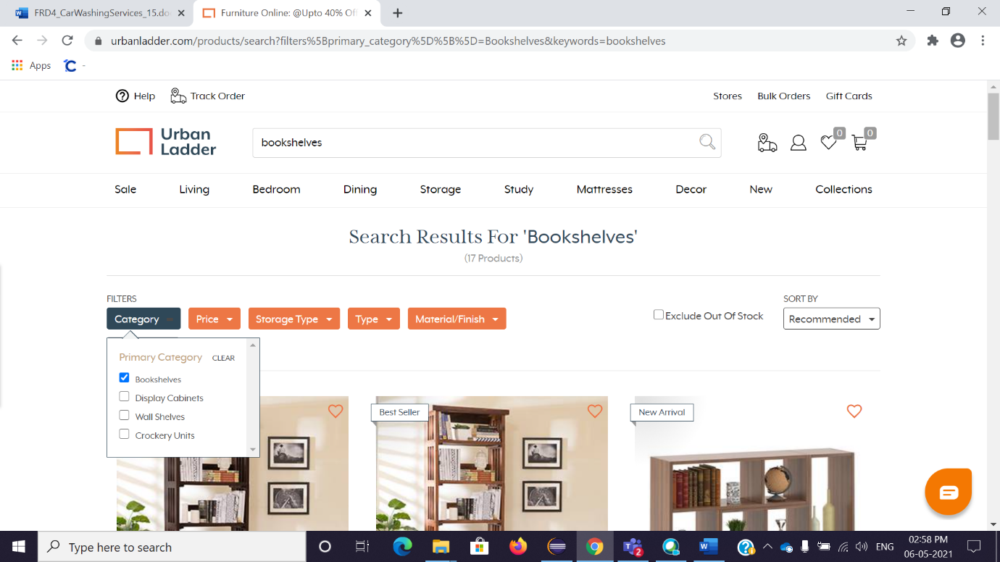 FRD4_CarWashingServices_15.do
Furniture Online: @Upto 40% Off
urbanladder.com/products/search?filters%5Bprimary_category%5D%5B%5D=Bookshelves&keywords=bookshelves
Apps
Help
Track Order
Stores
Bulk Orders
Gift Cards
Urban
Ladder
bookshelves
0
0
Sale
Living
Bedroom
Dining
Storage
Study
Mattresses
Decor
New
Collections
Search Results For 'Bookshelves'
(17 Products)
FILTERS
SORT BY
Category
Price
Storage Type
Type
Material/Finish
Exclude Out Of Stock
Recommended
Primary Category
CLEAR
Bookshelves
Display Cabinets
Wall Shelves
Crockery Units
Best Seller
New Arrival
Type here to search
2
ENG
02:58 PM
06-05-2021